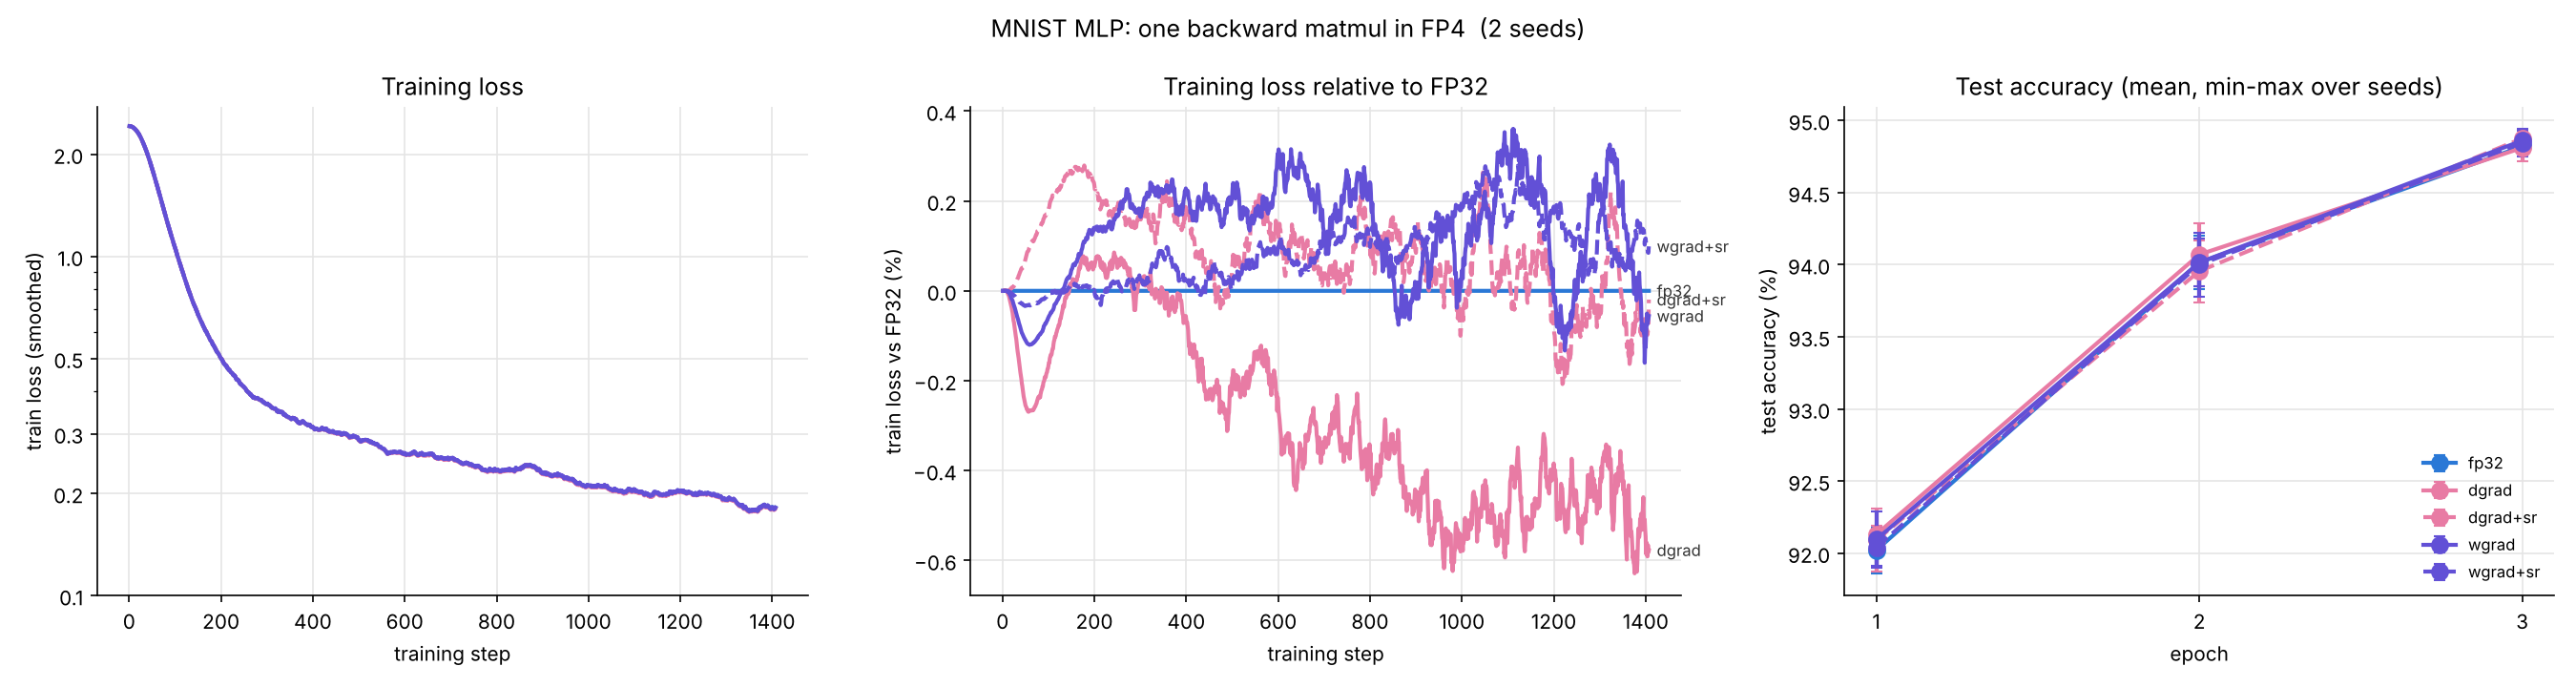 MNIST MLP: one backward matmul in FP4  (2 seeds)
Training loss
train loss (smoothed)
2.0
1.0
0.5
0.3
0.2
0.1
0 200 400 600 800 1000 1200 1400
training step
Training loss relative to FP32
train loss vs FP32 (%)
0.4
0.2
0.0
−0.2
−0.4
−0.6
wgrad+sr
fp32
dgrad+sr
wgrad
dgrad
0 200 400 600 800 1000 1200 1400
training step
Test accuracy (mean, min-max over seeds)
test accuracy (%)
95.0
94.5
94.0
93.5
93.0
92.5
92.0
fp32
dgrad
dgrad+sr
wgrad
wgrad+sr
1 2 3
epoch